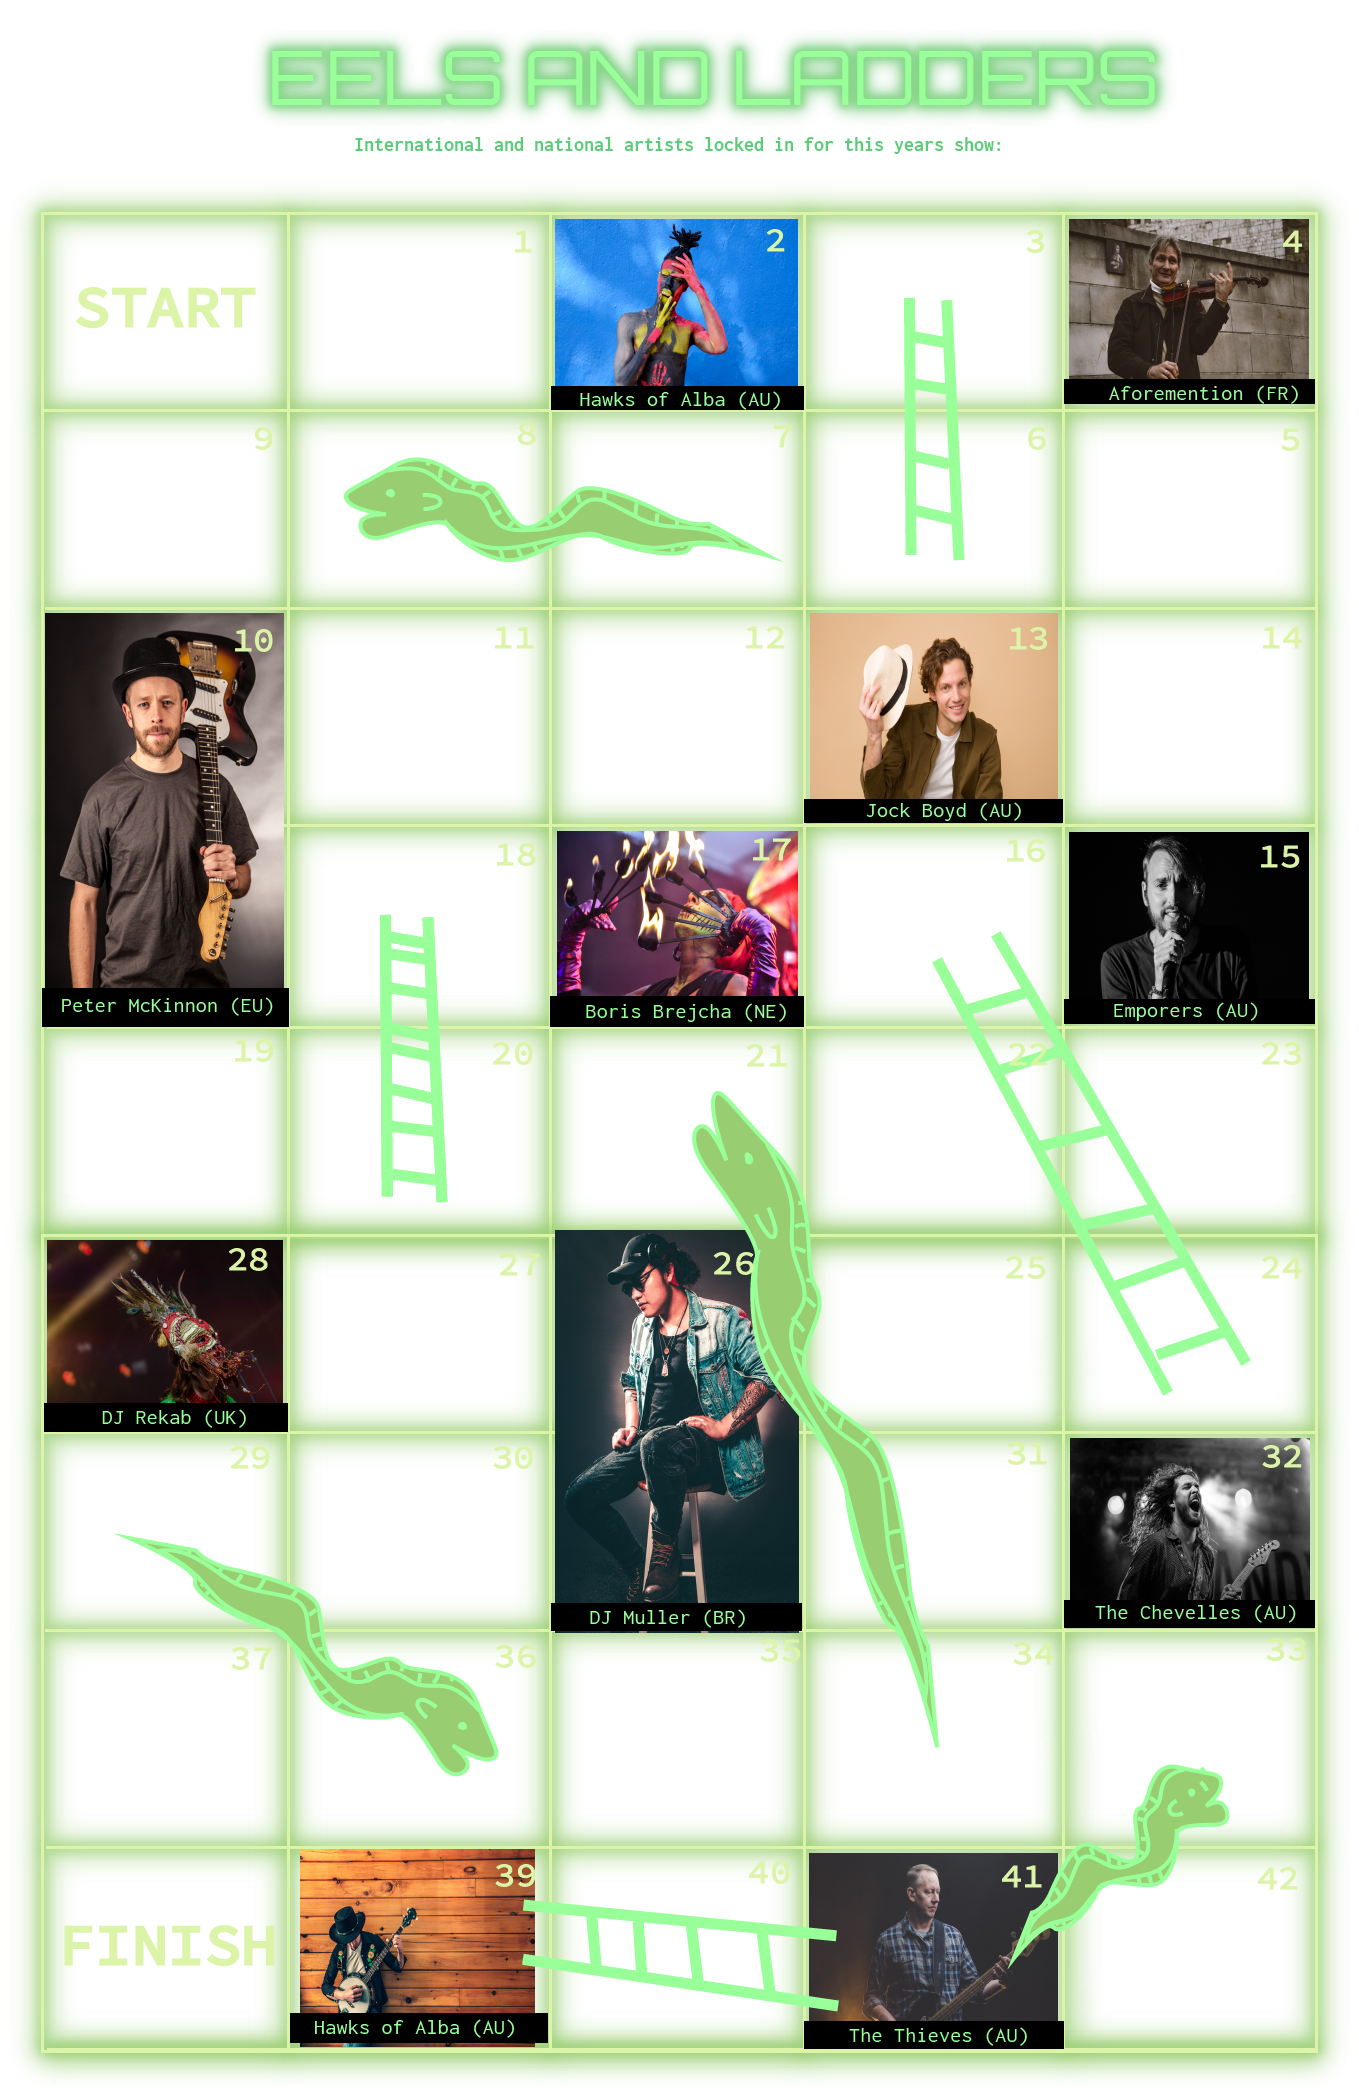 EELS AND LADDERS
International and national artists locked in for this years show:
START
1
2
3
4
Hawks of Alba (AU)
Aforemention (FR)
9
8
7
6
5
10
11
12
13
14
Jock Boyd (AU)
18
17
16
15
Peter McKinnon (EU)
Boris Brejcha (NE)
Emporers (AU)
19
20
21
22
23
28
27
26
25
24
DJ Rekab (UK)
29
30
31
32
DJ Muller (BR)
The Chevelles (AU)
37
36
35
34
33
FINISH
39
40
41
42
Hawks of Alba (AU)
The Thieves (AU)